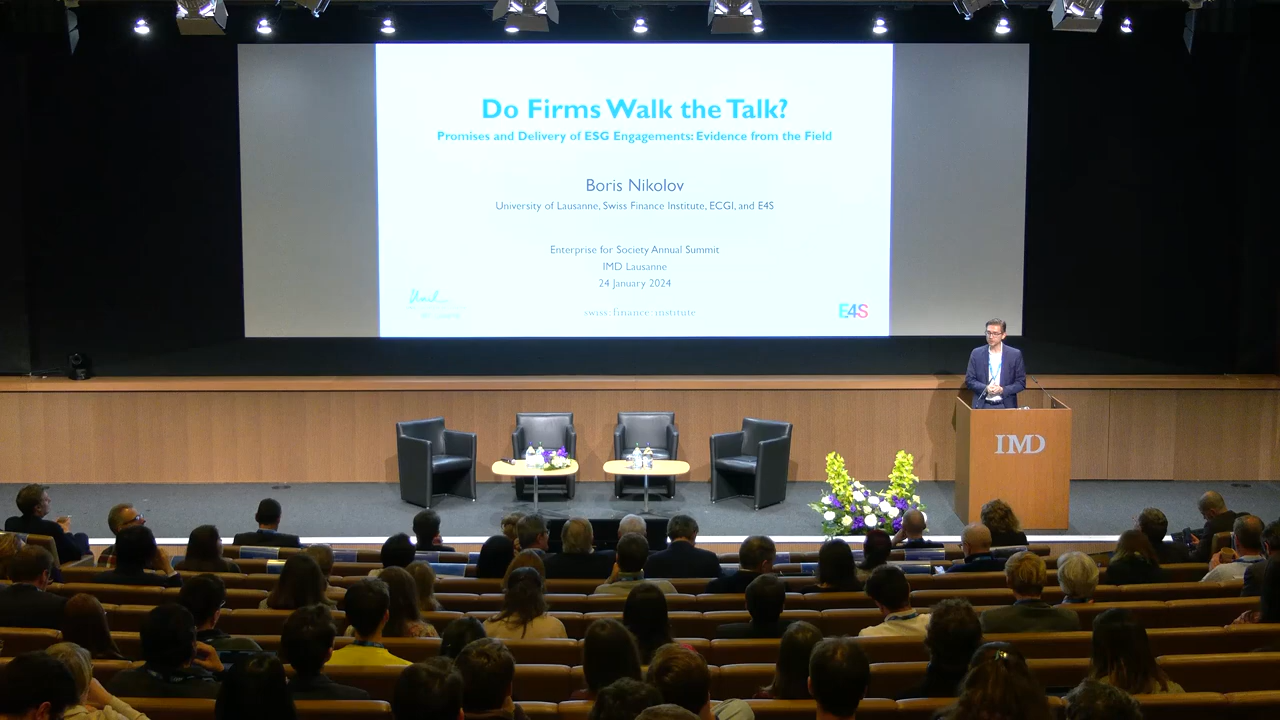 Do Firms Walk the Talk?
Promises and Delivery of ESG Engagements: Evidence from the Field
Boris Nikolov
University of Lausanne, Swiss Finance Institute, ECGI, and E4S
Enterprise for Society Annual Summit
IMD Lausanne
24 January 2024
swiss:finance:institute
E4S
IMD